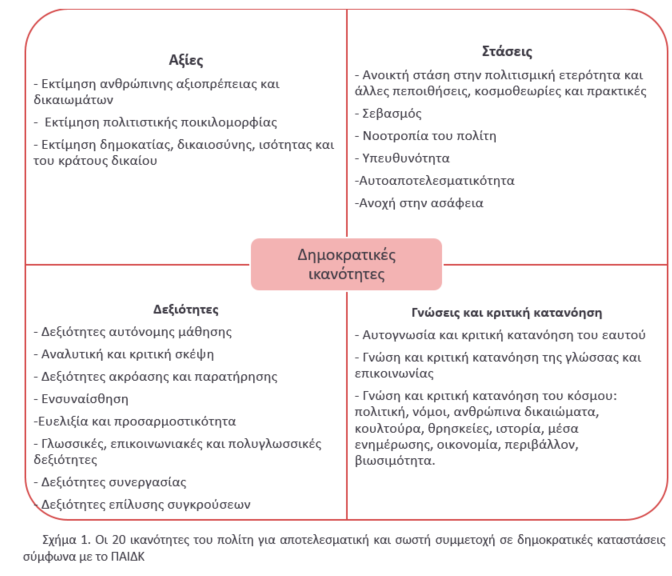 Αξίες
- Εκτίμηση ανθρώπινης αξιοπρέπειας και
δικαιωμάτων
- Εκτίμηση πολιτιστικής ποικιλομορφίας
- Εκτίμηση δημοκατίας, δικαιοσύνης, ισότητας και
του κράτους δικαίου
Στάσεις
- Ανοικτή στάση στην πολιτισμική ετερότητα και
άλλες πεποιθήσεις, κοσμοθεωρίες και πρακτικές
- Σεβασμός
- Νοοτροπία του πολίτη
- Υπευθυνότητα
-Αυτοαποτελεσματικότητα
-Ανοχή στην ασάφεια
Δημοκρατικές
ικανότητες
Δεξιότητες
- Δεξιότητες αυτόνομης μάθησης
- Αναλυτική και κριτική σκέψη
- Δεξιότητες ακρόασης και παρατήρησης
- Ενσυναίσθηση
-Ευελιξία και προσαρμοστικότητα
- Γλωσσικές, επικοινωνιακές και πολυγλωσσικές
δεξιότητες
- Δεξιότητες συνεργασίας
- Δεξιότητες επίλυσης συγκρούσεων
Γνώσεις και κριτική κατανόηση
- Αυτογνωσία και κριτική κατανόηση του εαυτού
- Γνώση και κριτική κατανόηση της γλώσσας και
επικοινωνίας
- Γνώση και κριτική κατανόηση του κόσμου:
πολιτική, νόμοι, ανθρώπινα δικαιώματα,
κουλτούρα, θρησκείες, ιστορία, μέσα
ενημέρωσης, οικονομία, περιβάλλον,
βιωσιμότητα.
Σχήμα 1. Οι 20 ικανότητες του πολίτη για αποτελεσματική και σωστή συμμετοχή σε δημοκρατικές καταστάσεις
σύμφωνα με το ΠΑΙΔΚ